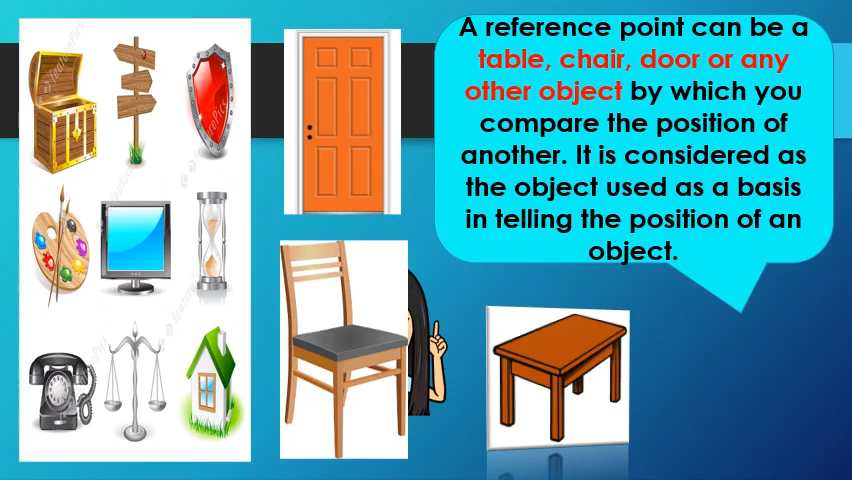 A reference point can be a
table, chair, door or any
other object by which you
compare the position of
another. It is considered as
the object used as a basis
in telling the position of an
object.